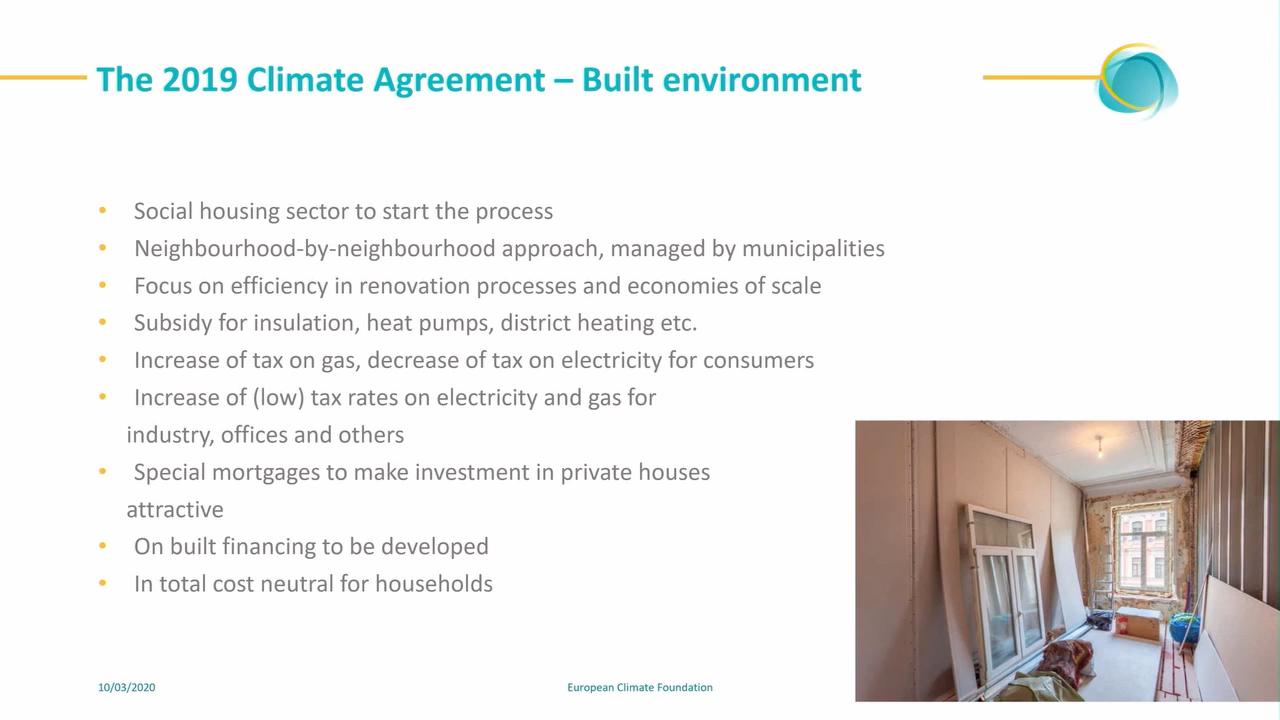 The 2019 Climate Agreement – Built environment
• Social housing sector to start the process
• Neighbourhood-by-neighbourhood approach, managed by municipalities
• Focus on efficiency in renovation processes and economies of scale
• Subsidy for insulation, heat pumps, district heating etc.
• Increase of tax on gas, decrease of tax on electricity for consumers
• Increase of (low) tax rates on electricity and gas for
industry, offices and others
• Special mortgages to make investment in private houses
attractive
• On built financing to be developed
• In total cost neutral for households
10/03/2020
European Climate Foundation